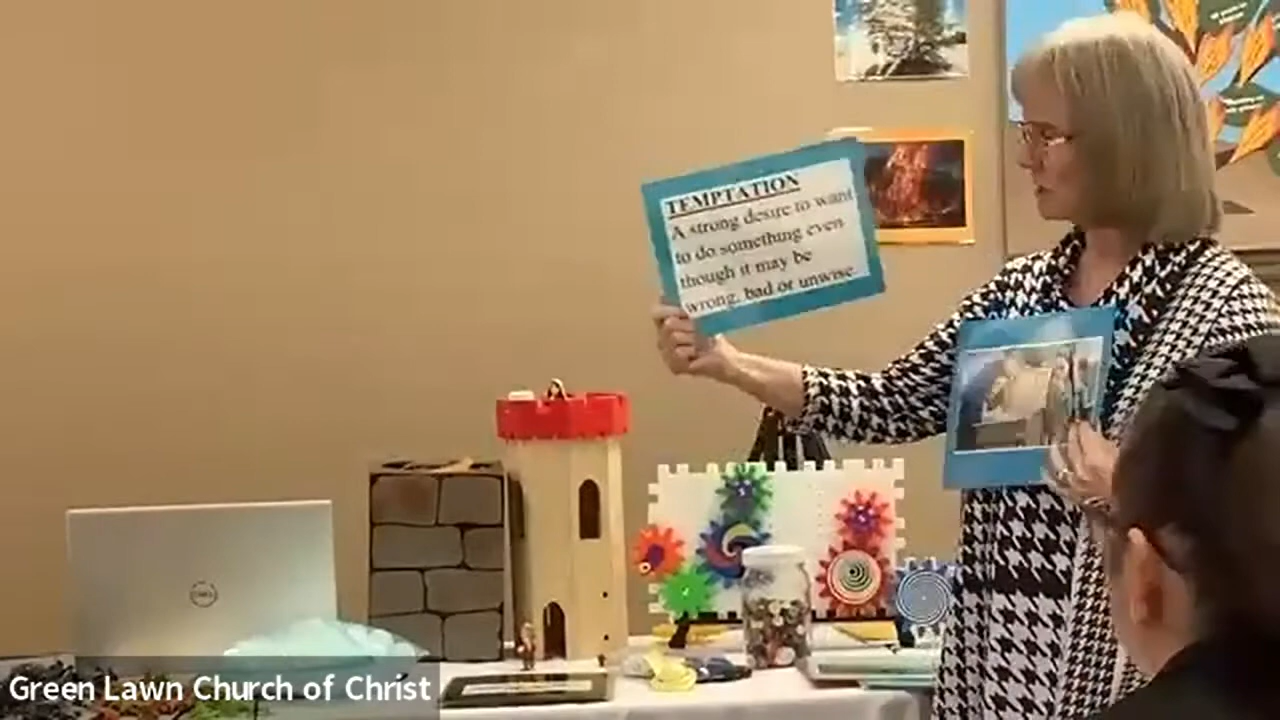 TEMPTATION
A strong desire to want
to do something even
though it may be
wrong, bad or unwise.
DELL
Green Lawn Church of Christ